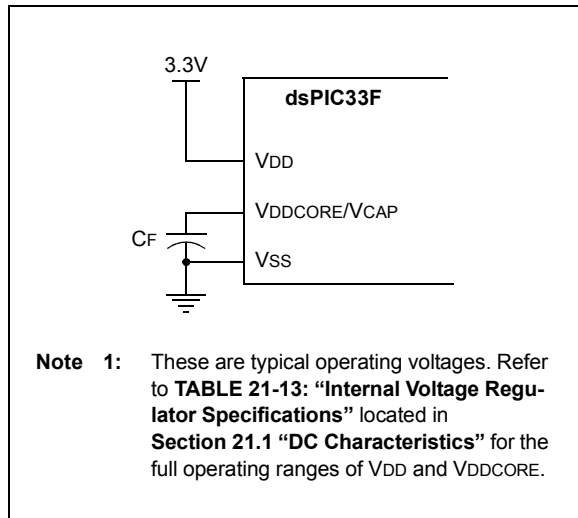 3.3V
dsPIC33F
VDD
VDDCORE/VCAP
CF
VSS
Note 1: These are typical operating voltages. Refer
to TABLE 21-13: “Internal Voltage Regu-
lator Specifications” located in
Section 21.1 “DC Characteristics” for the
full operating ranges of VDD and VDDCORE.